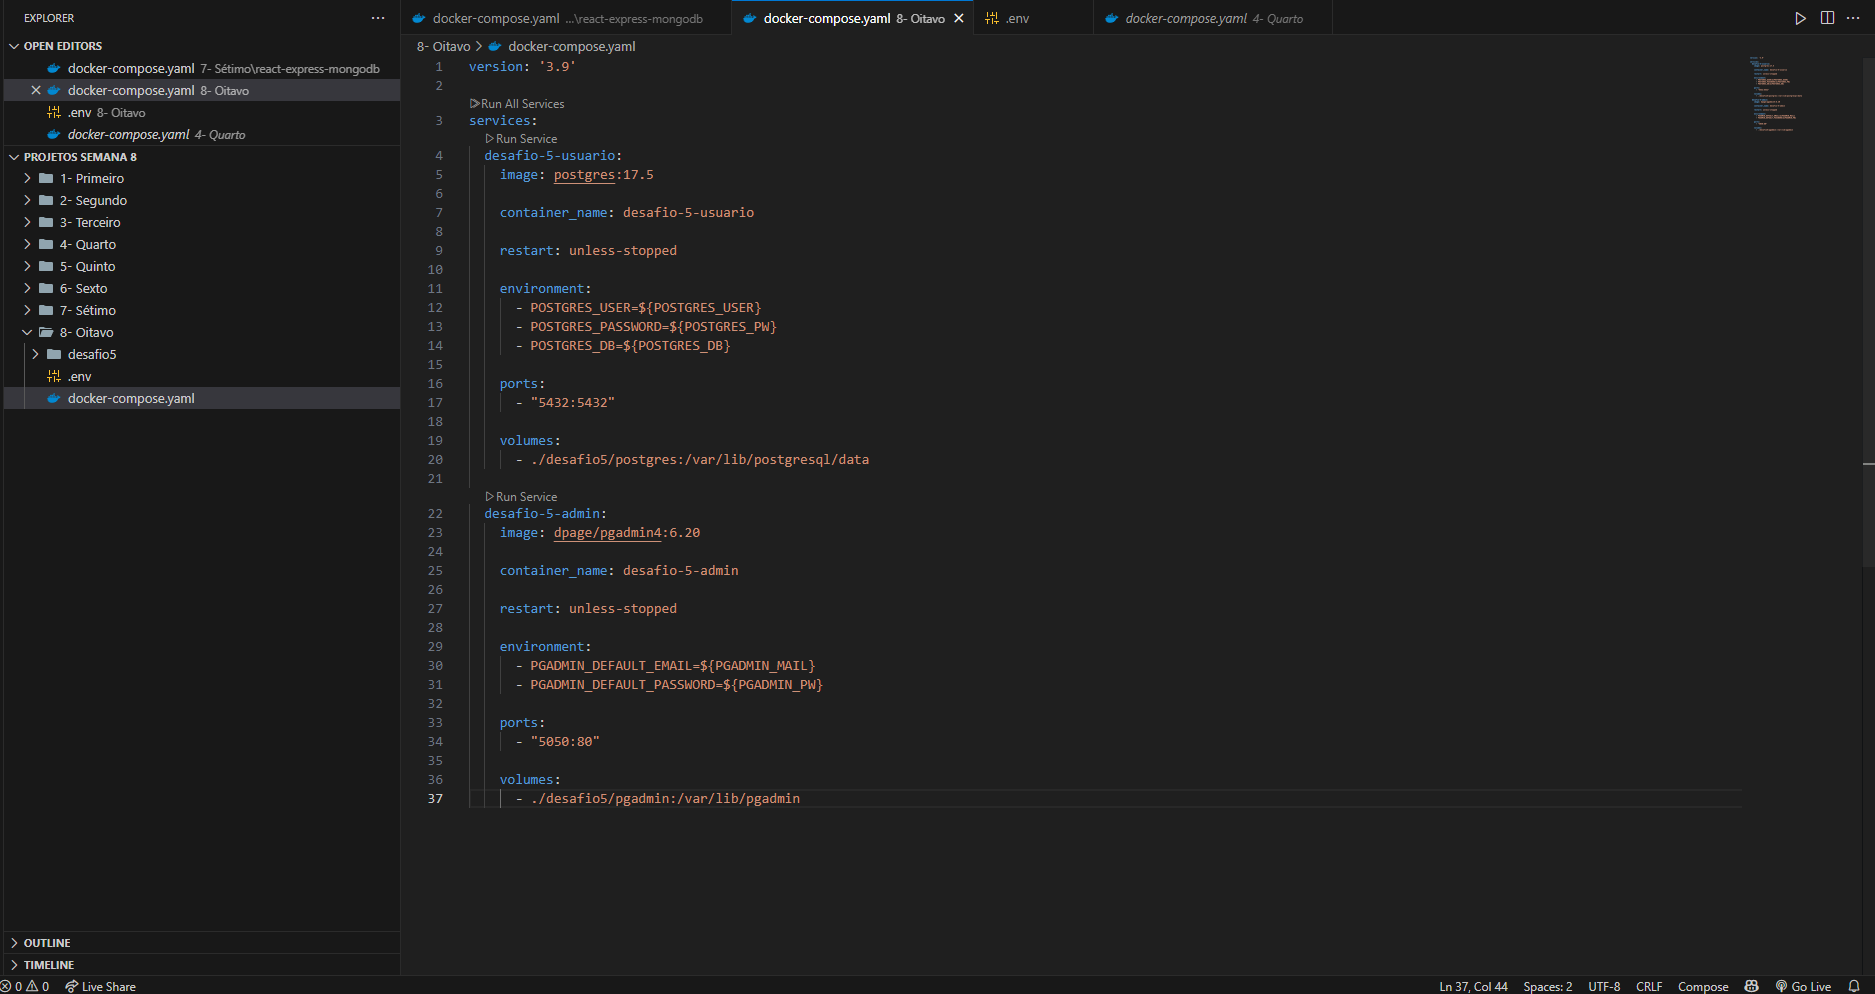 EXPLORER
OPEN EDITORS
docker-compose.yaml 7- Sétimo\react-express-mongodb
docker-compose.yaml 8- Oitavo
.env 8- Oitavo
docker-compose.yaml 4- Quarto
PROJETOS SEMANA 8
1- Primeiro
2- Segundo
3- Terceiro
4- Quarto
5- Quinto
6- Sexto
7- Sétimo
8- Oitavo
desafio5
.env
docker-compose.yaml
OUTLINE
TIMELINE
docker-compose.yaml ...\react-express-mongodb
docker-compose.yaml 8- Oitavo
.env
docker-compose.yaml 4- Quarto
8- Oitavo > docker-compose.yaml
1 version: '3.9'
2
Run All Services
3 services:
Run Service
4 desafio-5-usuario:
5 image: postgres:17.5
6
7 container_name: desafio-5-usuario
8
9 restart: unless-stopped
10
11 environment:
12 - POSTGRES_USER=${POSTGRES_USER}
13 - POSTGRES_PASSWORD=${POSTGRES_PW}
14 - POSTGRES_DB=${POSTGRES_DB}
15
16 ports:
17 - "5432:5432"
18
19 volumes:
20 - ./desafio5/postgres:/var/lib/postgresql/data
21
Run Service
22 desafio-5-admin:
23 image: dpage/pgadmin4:6.20
24
25 container_name: desafio-5-admin
26
27 restart: unless-stopped
28
29 environment:
30 - PGADMIN_DEFAULT_EMAIL=${PGADMIN_MAIL}
31 - PGADMIN_DEFAULT_PASSWORD=${PGADMIN_PW}
32
33 ports:
34 - "5050:80"
35
36 volumes:
37 - ./desafio5/pgadmin:/var/lib/pgadmin
0 0 Live Share
Ln 37, Col 44 Spaces: 2 UTF-8 CRLF Compose Go Live